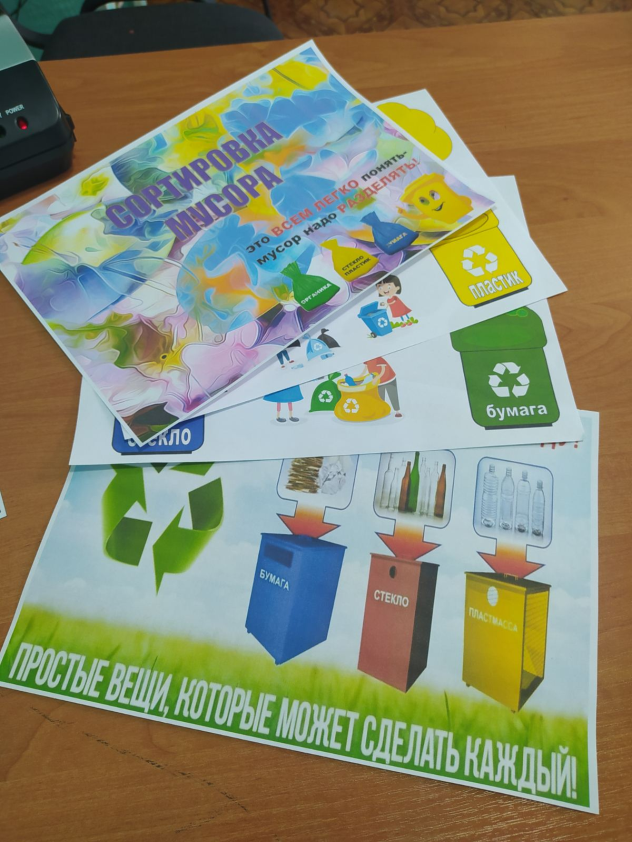 POWER
СОРТИРОВКА
МУСОРА
это ВСЕМ ЛЕГКО понять-
мусор надо РАЗДЕЛЯТЬ!
ОРГАНИКА
СТЕКЛО
ПЛАСТИК
БУМАГА
пластик
бумага
стекло
БУМАГА
СТЕКЛО
ПЛАСТМАССА
ПРОСТЫЕ ВЕЩИ, КОТОРЫЕ МОЖЕТ СДЕЛАТЬ КАЖДЫЙ!